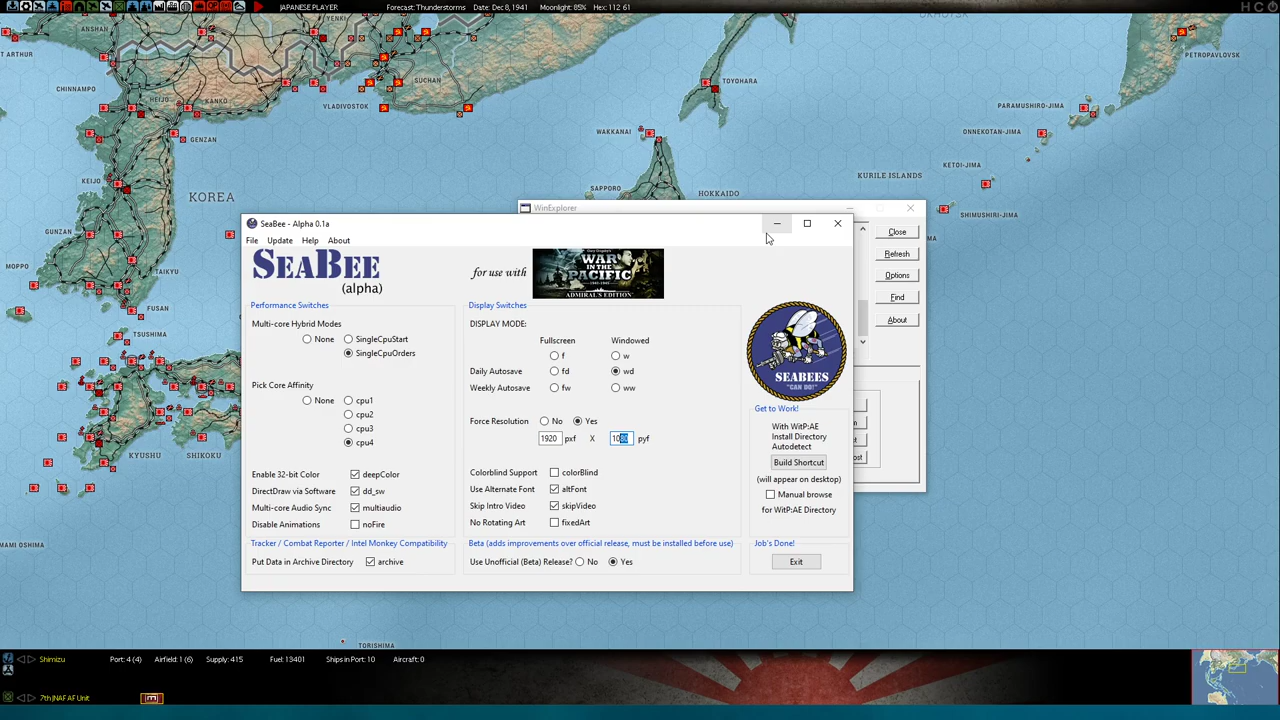 JAPANESE PLAYER
Forecast: Thunderstorms
Date: Dec 8, 1941
Moonlight: 85%
Hex: 112 61
H C
ANSHAN
YENKI
OKHOTSK
T ARTHUR
PETROPAVLOVSK
SUCHAN
TOYOHARA
CHINNAMPO
HEIJO
KANKO
VLADIVOSTOK
PARAMUSHIRO-JIMA
GENZAN
WAKKANAI
ONNEKOTAN-JIMA
KETOI-JIMA
KEIJO
KURILE ISLANDS
KOREA
SAPPORO
HOKKAIDO
GUNZAN
WinExplorer
SHIMUSHIRI-JIMA
SeaBee - Alpha 0.1a
File Update Help About
Close
MOPPO
SEABEE
(alpha)
for use with
Gary Grigsby's
WAR
IN THE
PACIFIC
ADMIRAL'S EDITION
Refresh
TAIKYU
Options
Find
FUSAN
About
TSUSHIMA
Performance Switches
Display Switches
Multi-core Hybrid Modes
DISPLAY MODE:
None
SingleCpuStart
Fullscreen
Windowed
SingleCpuOrders
f
w
Daily Autosave
fd
wd
SEABEES
"CAN DO!"
Pick Core Affinity
Weekly Autosave
fw
ww
None
cpu1
cpu2
Get to Work!
Force Resolution
No
Yes
With WitP:AE
Install Directory
Autodetect
cpu3
cpu4
1920
pxf
X
1080
pyf
KYUSHU
SHIKOKU
Build Shortcut
Enable 32-bit Color
deepColor
Colorblind Support
colorBlind
(will appear on desktop)
DirectDraw via Software
dd_sw
Use Alternate Font
altFont
Manual browse
Multi-core Audio Sync
multiaudio
Skip Intro Video
skipVideo
for WitP:AE Directory
Disable Animations
noFire
No Rotating Art
fixedArt
AMAMI OSHIMA
Tracker / Combat Reporter / Intel Monkey Compatibility
Beta (adds improvements over official release, must be installed before use)
Job's Done!
Put Data in Archive Directory
archive
Use Unofficial (Beta) Release?
No
Yes
Exit
TORISHIMA
Shimizu
Port: 4 (4)
Airfield: 1 (6)
Supply: 415
Fuel: 13401
Ships in Port: 10
Aircraft: 0
7th JNAF AF Unit